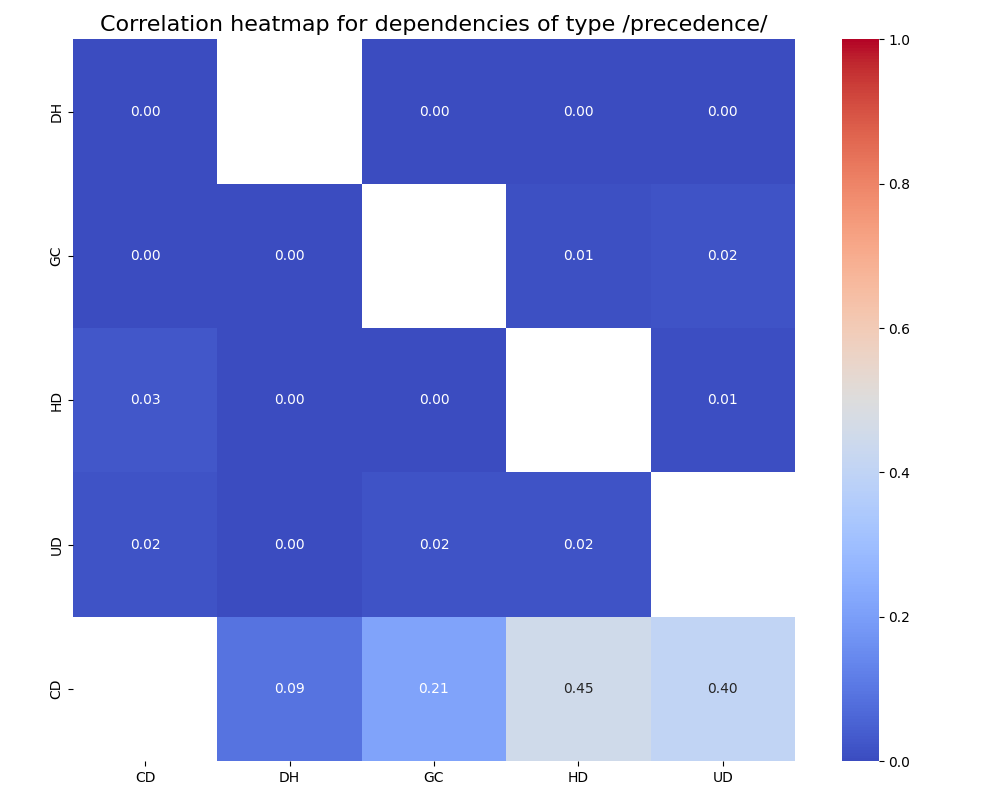 Correlation heatmap for dependencies of type /precedence/
DH 0.00 0.00 0.00 0.00
GC 0.00 0.00 0.01 0.02
HD 0.03 0.00 0.00 0.01
UD 0.02 0.00 0.02 0.02
CD 0.09 0.21 0.45 0.40
CD DH GC HD UD
1.0
0.8
0.6
0.4
0.2
0.0